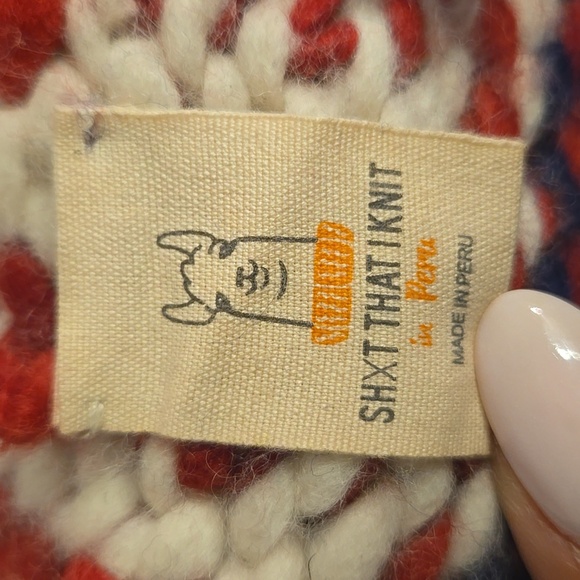 SHXT THAT I KNIT
in Peru
MADE IN PERU